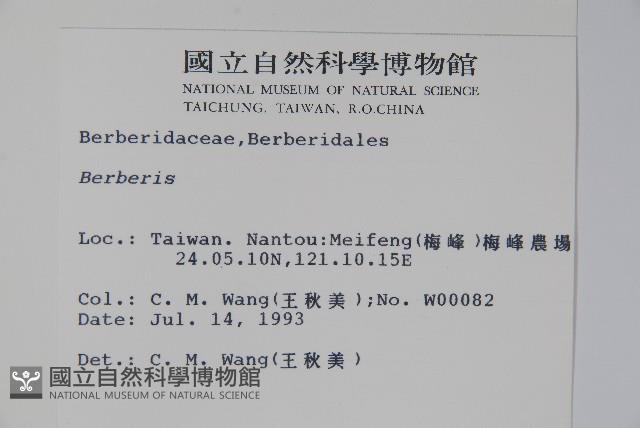 國立自然科學博物館
NATIONAL MUSEUM OF NATURAL SCIENCE
TAICHUNG, TAIWAN, R.O.CHINA
Berberidaceae,Berberidales
Berberis
Loc.: Taiwan. Nantou:Meifeng(梅峰)梅峰農場
24.05.10N,121.10.15E
Col.: C. M. Wang(王秋美);No. W00082
Date: Jul. 14, 1993
Det.: C. M. Wang(王秋美)
國立自然科學博物館
NATIONAL MUSEUM OF NATURAL SCIENCE